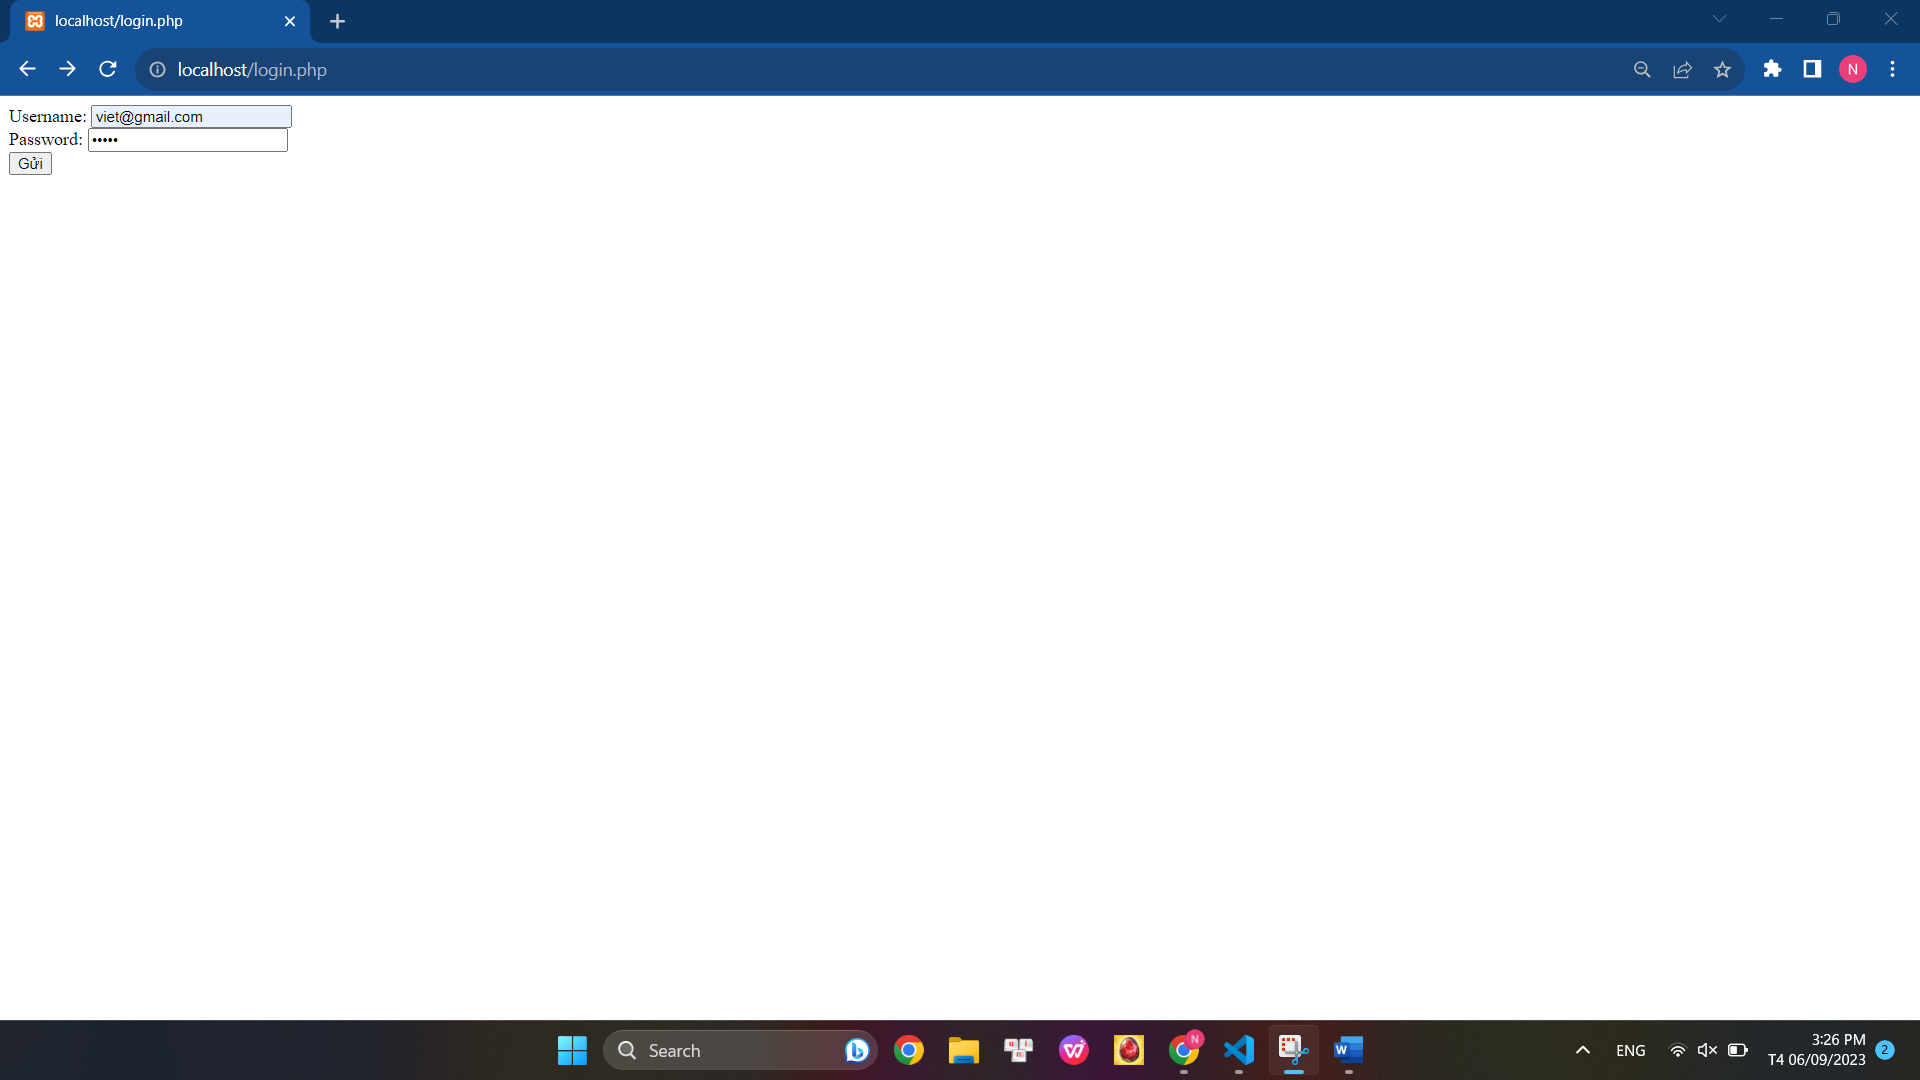 localhost/login.php
localhost/login.php
N
Username: viet@gmail.com
Password: •••••
Gửi
Search
N
ENG
3:26 PM
T4 06/09/2023
2